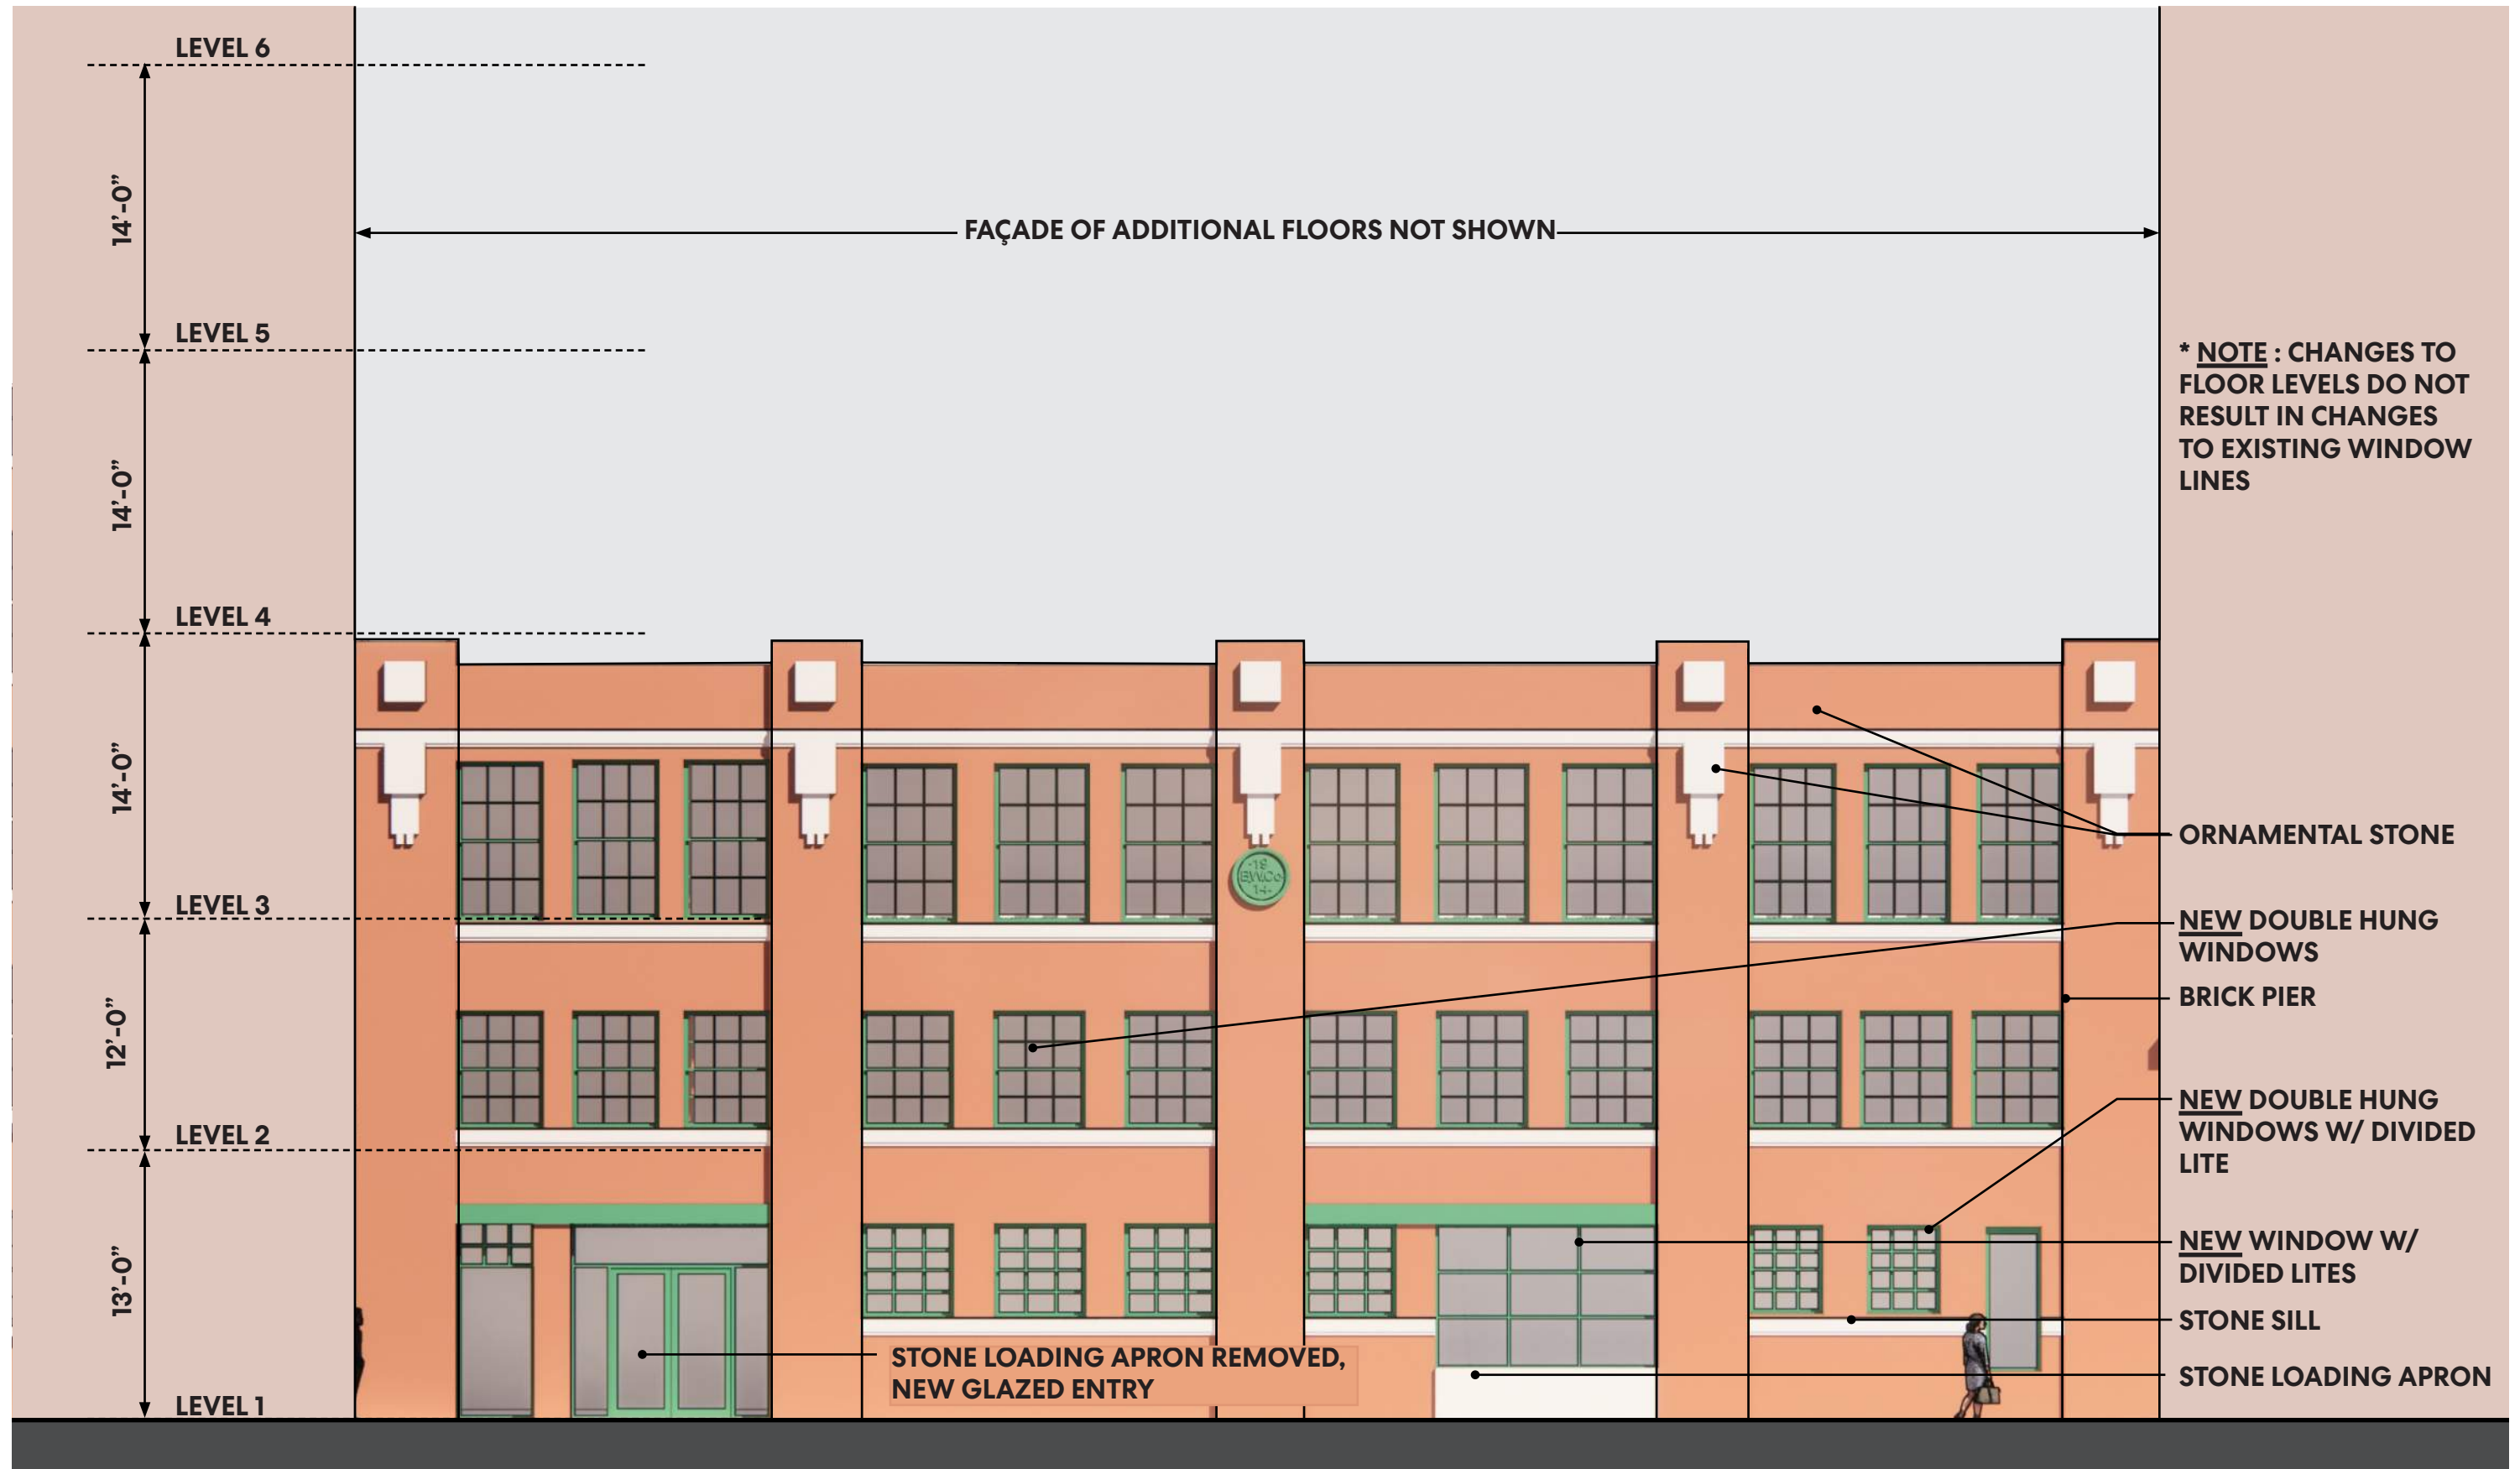 LEVEL 6
14’-0”
FAÇADE OF ADDITIONAL FLOORS NOT SHOWN
LEVEL 5
* NOTE : CHANGES TO
FLOOR LEVELS DO NOT
RESULT IN CHANGES
TO EXISTING WINDOW
LINES
14’-0”
LEVEL 4
14’-0”
ORNAMENTAL STONE
-19
B.W.Co
14-
LEVEL 3
NEW DOUBLE HUNG
WINDOWS
BRICK PIER
12’-0”
LEVEL 2
NEW DOUBLE HUNG
WINDOWS W/ DIVIDED
LITE
NEW WINDOW W/
DIVIDED LITES
13’-0”
STONE SILL
STONE LOADING APRON REMOVED,
NEW GLAZED ENTRY
STONE LOADING APRON
LEVEL 1